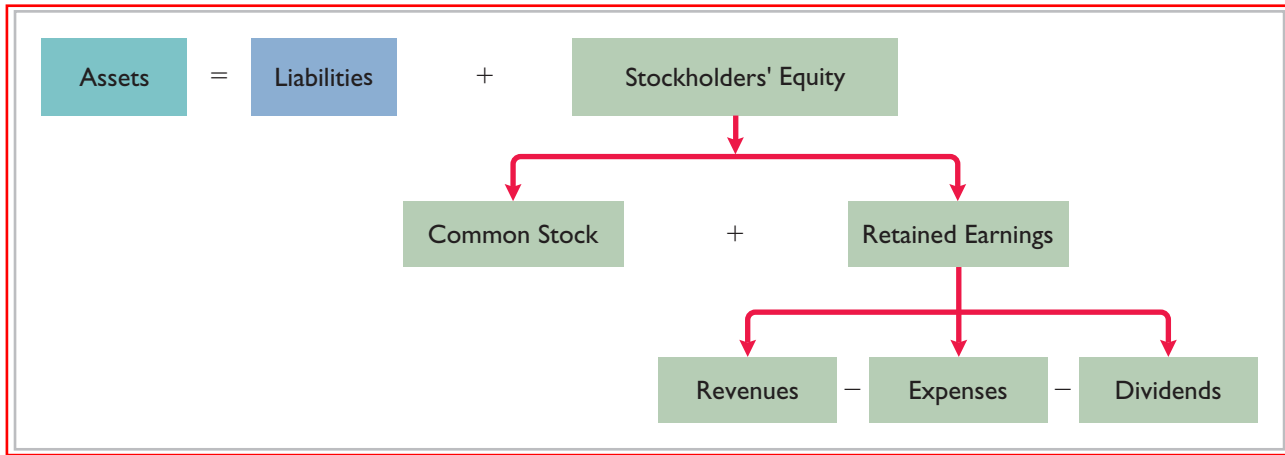 Assets = Liabilities + Stockholders' Equity
Common Stock + Retained Earnings
Revenues – Expenses – Dividends